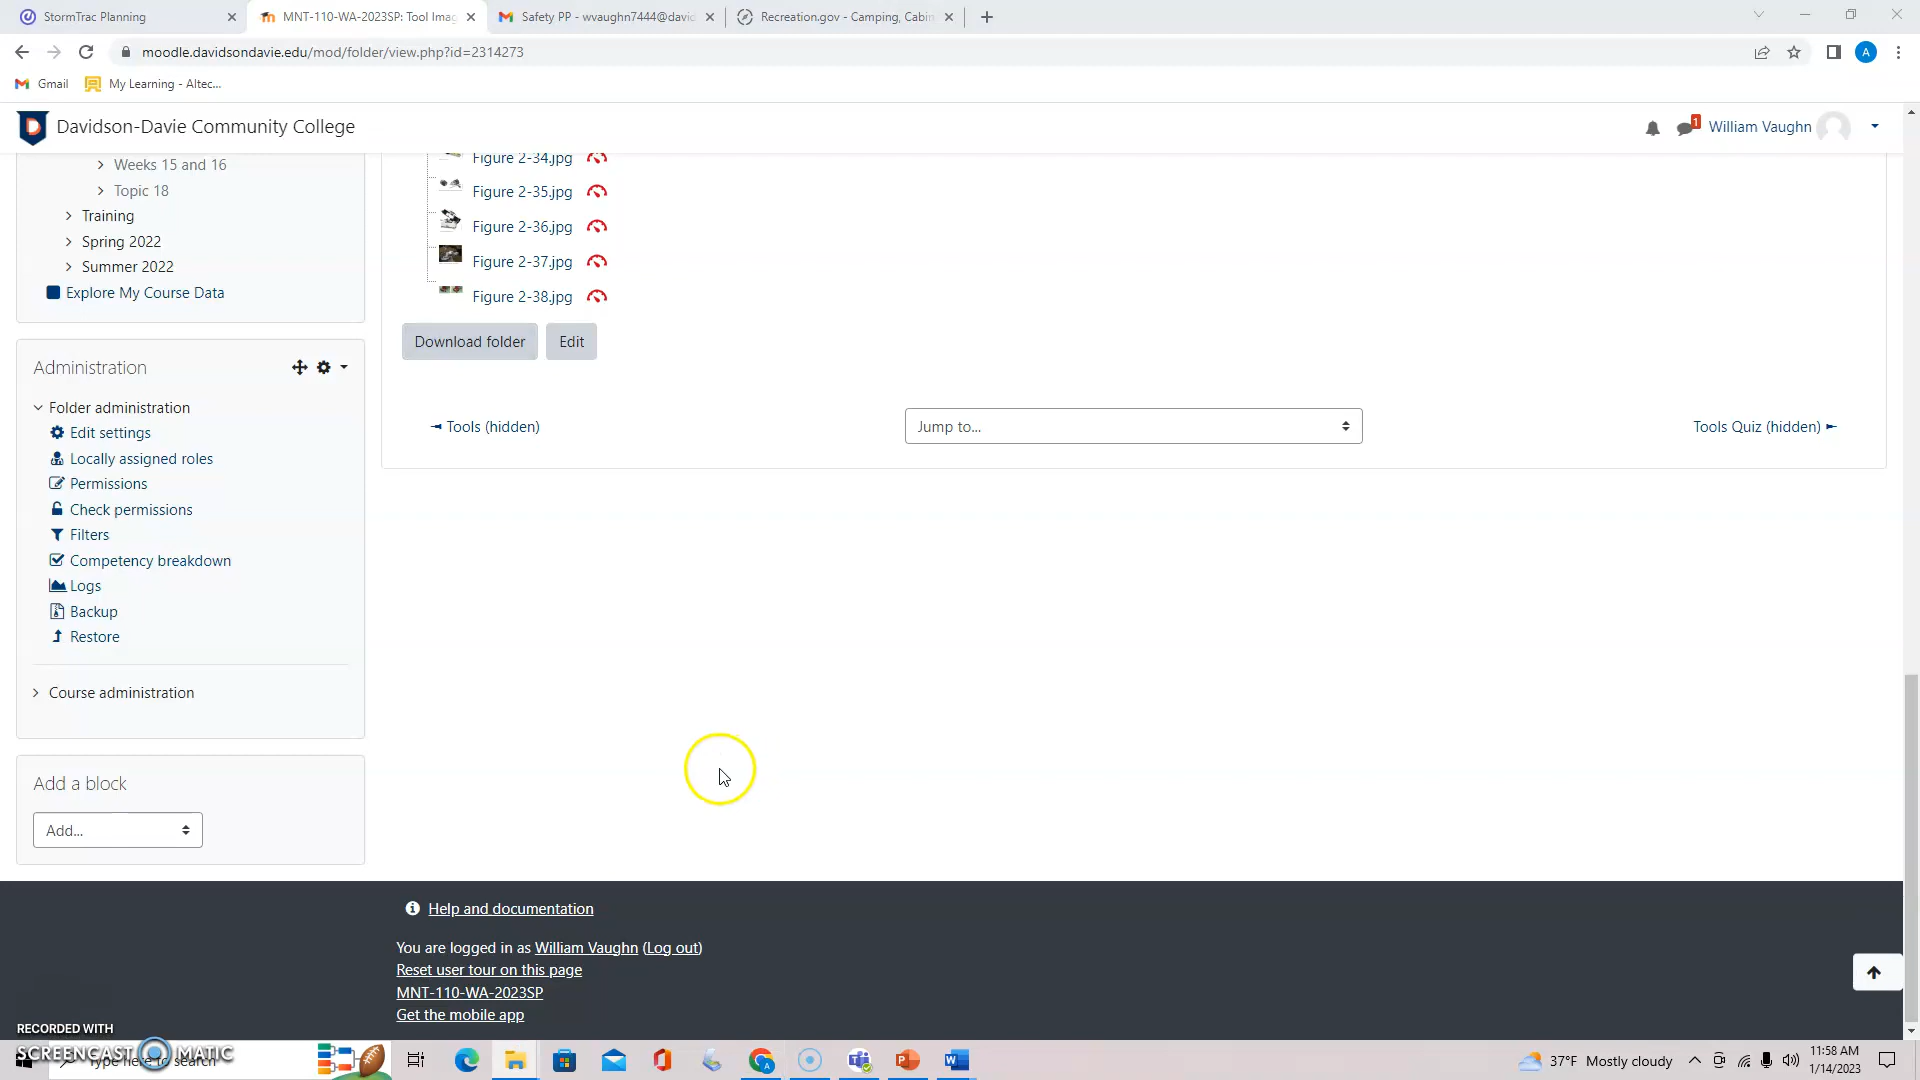 StormTrac Planning
MNT-110-WA-2023SP: Tool Imag
Safety PP - wvaughn7444@david
Recreation.gov - Camping, Cabin
moodle.davidsondavie.edu/mod/folder/view.php?id=2314273
A
Gmail
My Learning - Altec...
Davidson-Davie Community College
1
William Vaughn
Weeks 15 and 16
Topic 18
Training
Spring 2022
Summer 2022
Explore My Course Data
Figure 2-34.jpg
Figure 2-35.jpg
Figure 2-36.jpg
Figure 2-37.jpg
Figure 2-38.jpg
Download folder
Edit
Administration
Folder administration
Edit settings
Locally assigned roles
Permissions
Check permissions
Filters
Competency breakdown
Logs
Backup
Restore
Course administration
◄ Tools (hidden)
Jump to...
Tools Quiz (hidden) ►
Add a block
Add...
Help and documentation
You are logged in as William Vaughn (Log out)
Reset user tour on this page
MNT-110-WA-2023SP
Get the mobile app
RECORDED WITH
SCREENCAST MATIC
Type here to search
37°F Mostly cloudy
11:58 AM
1/14/2023